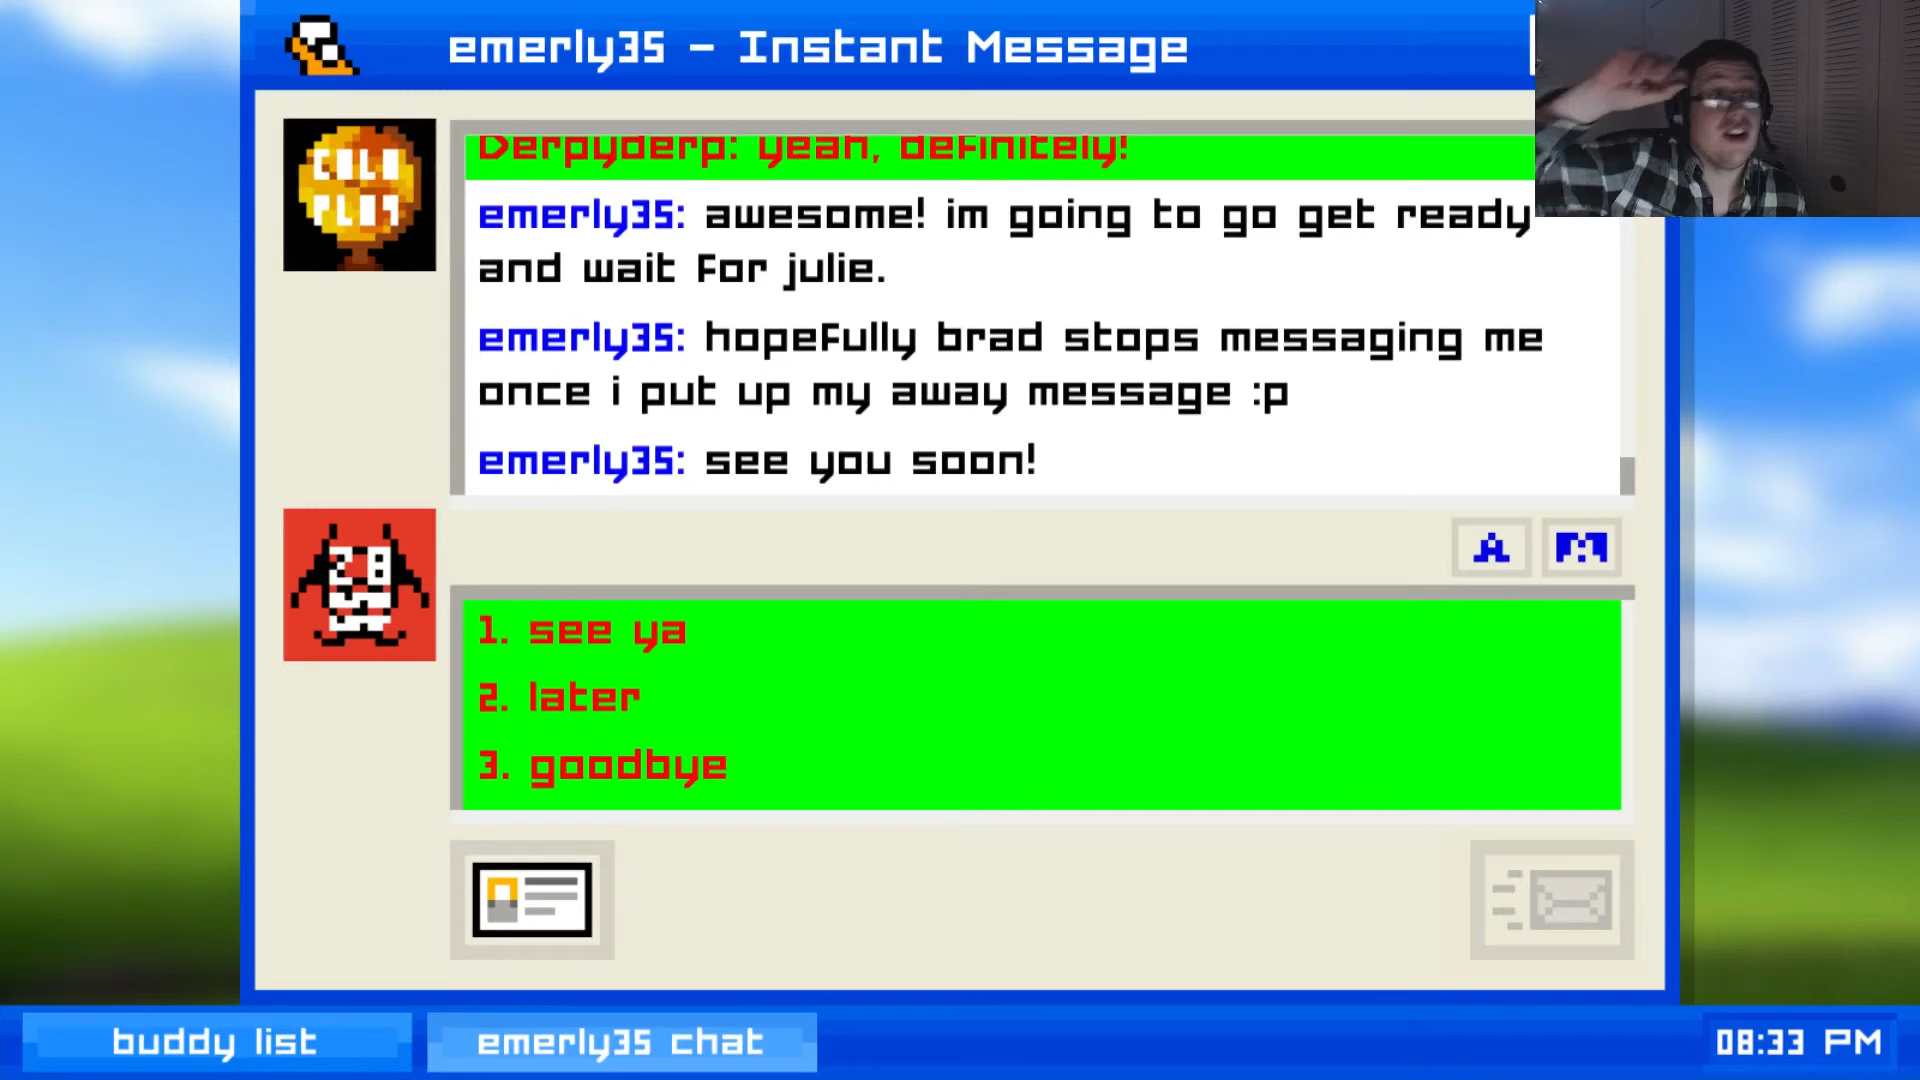 emerly35 - Instant Message
COLD
PLAY
Derpyderp: yeah, definitely!
emerly35: awesome! im going to go get ready
and wait for julie.
emerly35: hopefully brad stops messaging me
once i put up my away message :p
emerly35: see you soon!
A M
1. see ya
2. later
3. goodbye
buddy list
emerly35 chat
08:33 PM